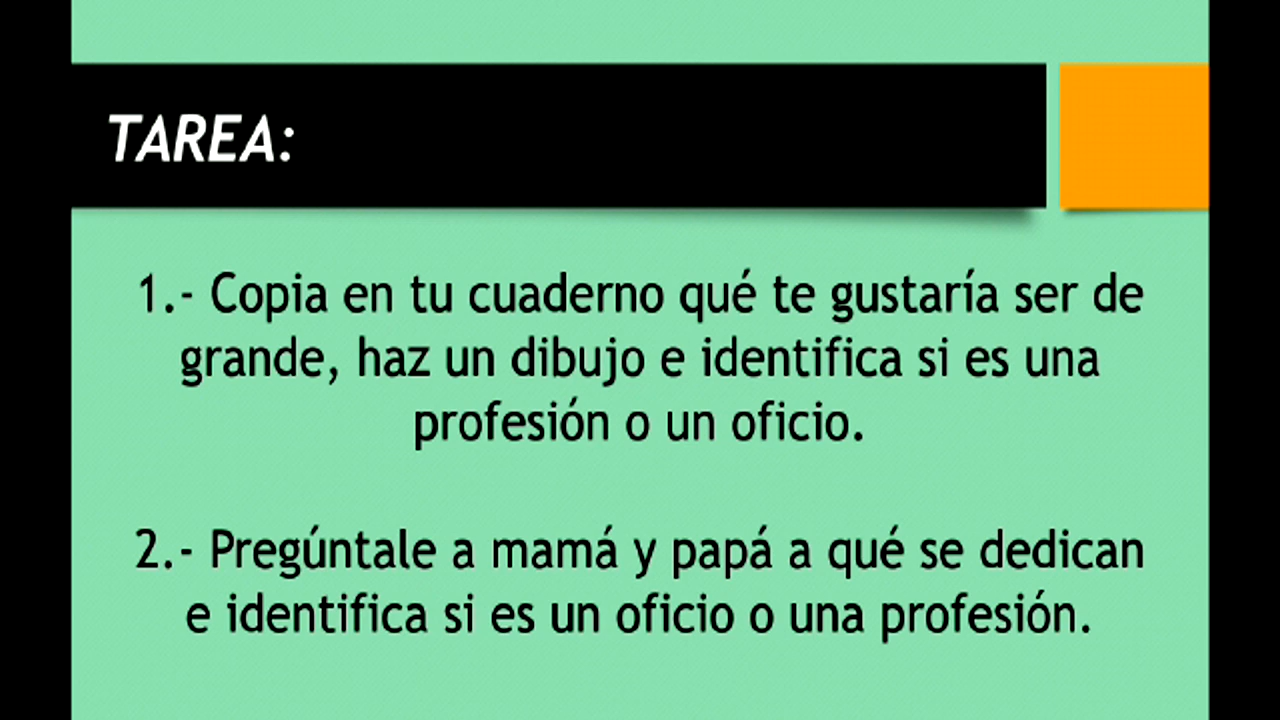 TAREA:
1.- Copia en tu cuaderno qué te gustaría ser de
grande, haz un dibujo e identifica si es una
profesión o un oficio.
2.- Pregúntale a mamá y papá a qué se dedican
e identifica si es un oficio o una profesión.